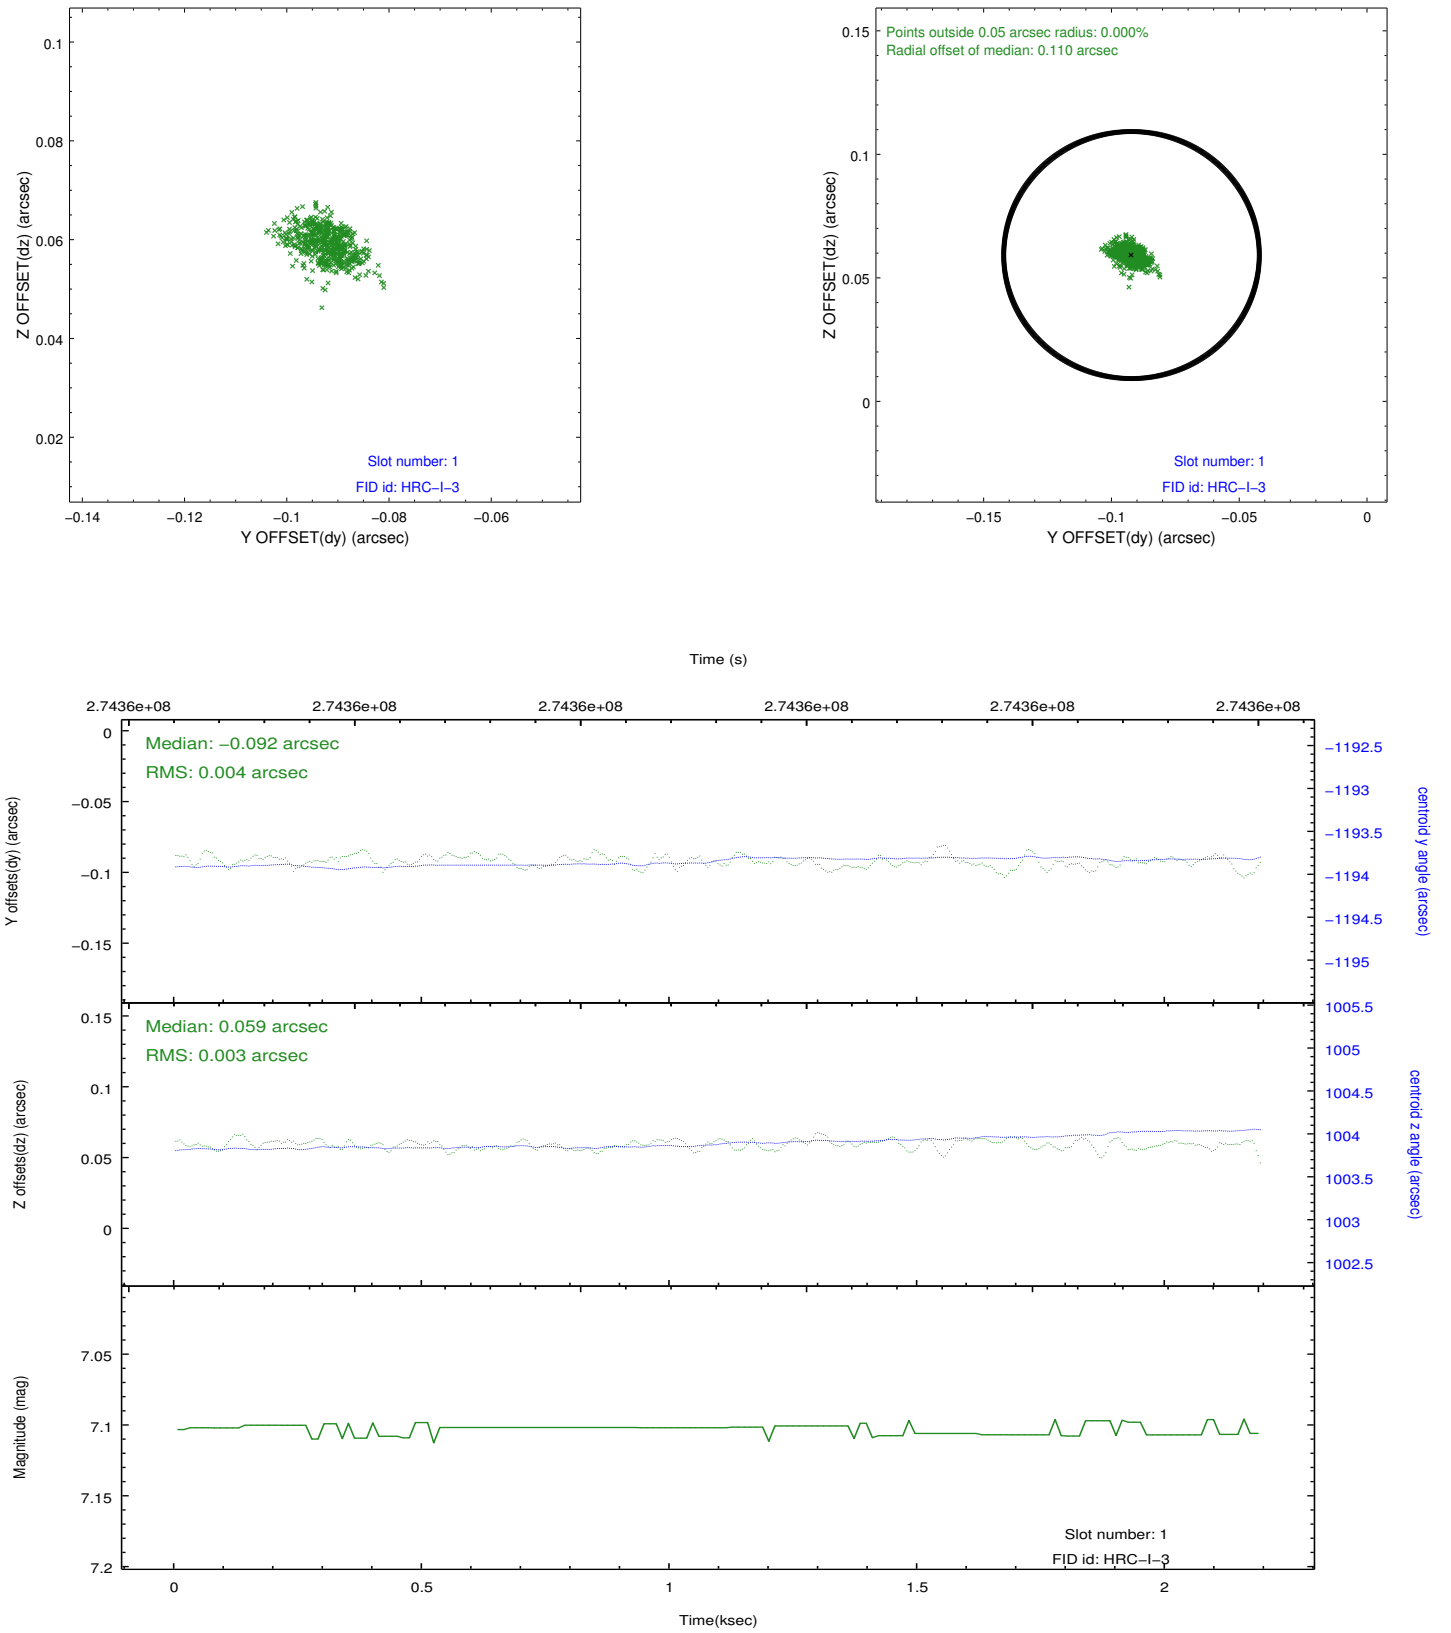 0.1
0.08
0.06
0.04
0.02
Z OFFSET(dz) (arcsec)
Slot number: 1
FID id: HRC−I−3
−0.14
−0.12
−0.1
−0.08
−0.06
Y OFFSET(dy) (arcsec)
Points outside 0.05 arcsec radius: 0.000%
Radial offset of median: 0.110 arcsec
0.15
0.1
0.05
0
Z OFFSET(dz) (arcsec)
Slot number: 1
FID id: HRC−I−3
−0.15
−0.1
−0.05
0
Y OFFSET(dy) (arcsec)
Time (s)
2.7436e+08
2.7436e+08
2.7436e+08
2.7436e+08
2.7436e+08
2.7436e+08
Median: −0.092 arcsec
RMS: 0.004 arcsec
0
−0.05
−0.1
−0.15
Y offsets(dy) (arcsec)
−1192.5
−1193
−1193.5
−1194
−1194.5
−1195
centroid y angle (arcsec)
Median: 0.059 arcsec
RMS: 0.003 arcsec
0.15
0.1
0.05
0
Z offsets(dz) (arcsec)
1005.5
1005
1004.5
1004
1003.5
1003
1002.5
centroid z angle (arcsec)
7.05
7.1
7.15
7.2
Magnitude (mag)
Slot number: 1
FID id: HRC−I−3
0
0.5
1
1.5
2
Time(ksec)